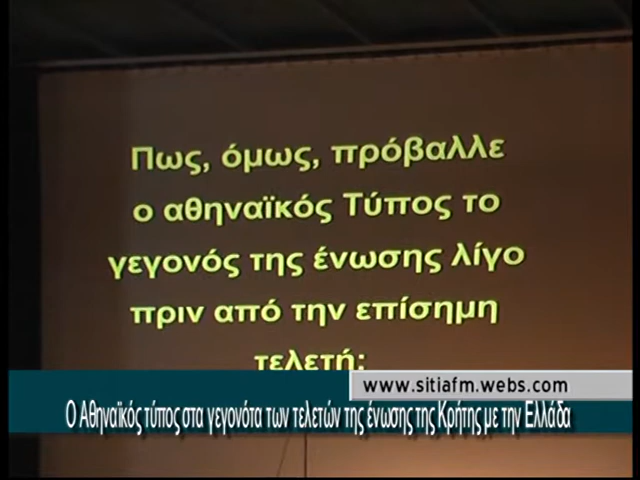 Πως, όμως, πρόβαλλε
ο αθηναϊκός Τύπος το
γεγονός της ένωσης λίγο
πριν από την επίσημη
τελετή;
www.sitiafm.webs.com
Ο Αθηναϊκός τύπος στα γεγονότα των τελετών της ένωσης της Κρήτης με την Ελλάδα